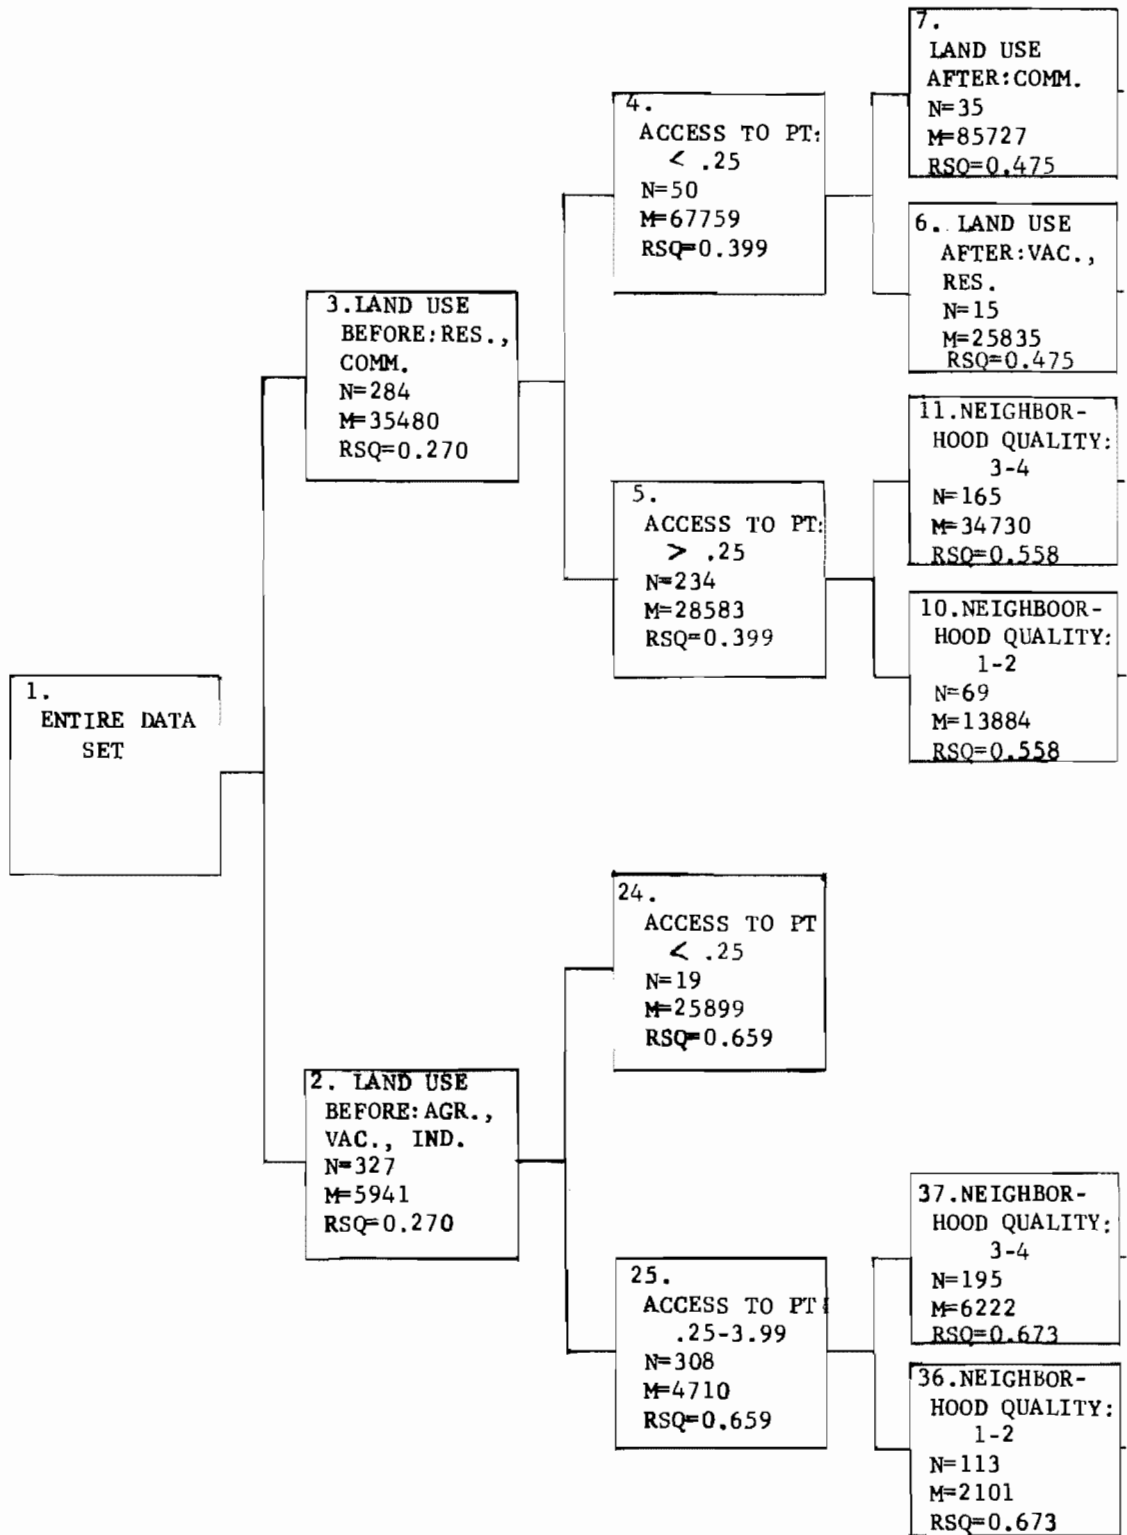 1.
ENTIRE DATA
SET
3.LAND USE
BEFORE:RES.,
COMM.
N=284
M=35480
RSQ=0.270
2. LAND USE
BEFORE:AGR.,
VAC., IND.
N=327
M=5941
RSQ=0.270
4.
ACCESS TO PT:
< .25
N=50
M=67759
RSQ=0.399
5.
ACCESS TO PT:
> .25
N=234
M=28583
RSQ=0.399
24.
ACCESS TO PT
< .25
N=19
M=25899
RSQ=0.659
25.
ACCESS TO PT:
.25-3.99
N=308
M=4710
RSQ=0.659
7.
LAND USE
AFTER:COMM.
N=35
M=85727
RSQ=0.475
6. LAND USE
AFTER:VAC.,
RES.
N=15
M=25835
RSQ=0.475
11.NEIGHBOR-
HOOD QUALITY:
3-4
N=165
M=34730
RSQ=0.558
10.NEIGHBOOR-
HOOD QUALITY:
1-2
N=69
M=13884
RSQ=0.558
37.NEIGHBOR-
HOOD QUALITY:
3-4
N=195
M=6222
RSQ=0.673
36.NEIGHBOR-
HOOD QUALITY:
1-2
N=113
M=2101
RSQ=0.673